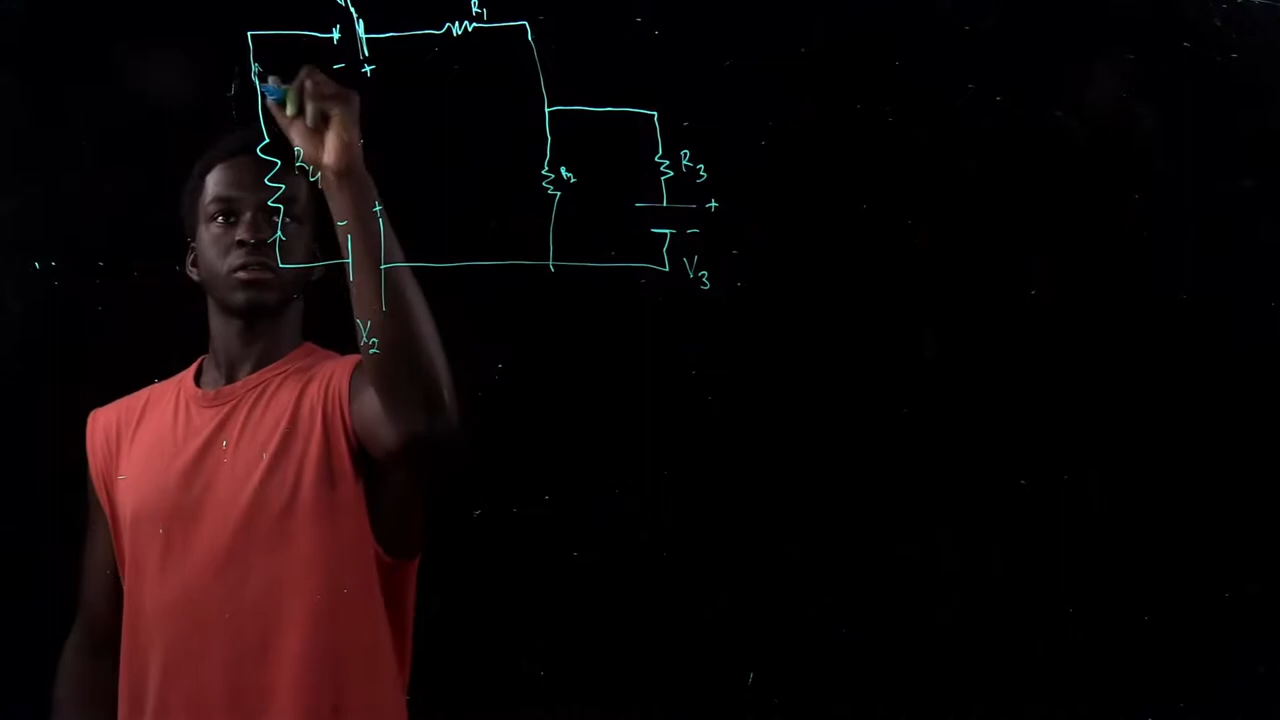 R1
- +
R2
R3
R4
+
- +
-
V3
V2